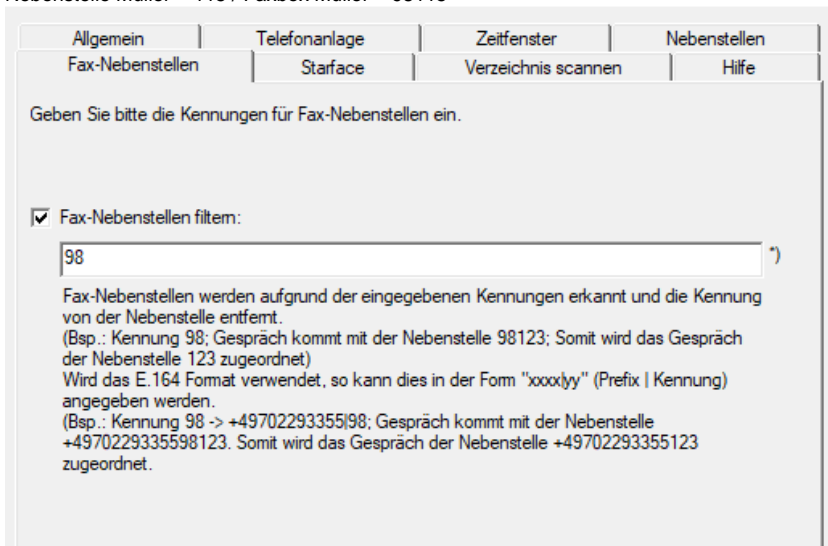 Allgemein Telefonanlage Zeitfenster Nebenstellen
Fax-Nebenstellen Starface Verzeichnis scannen Hilfe
Geben Sie bitte die Kennungen für Fax-Nebenstellen ein.
Fax-Nebenstellen filtern:
98 *)
Fax-Nebenstellen werden aufgrund der eingegebenen Kennungen erkannt und die Kennung
von der Nebenstelle entfernt.
(Bsp.: Kennung 98; Gespräch kommt mit der Nebenstelle 98123; Somit wird das Gespräch
der Nebenstelle 123 zugeordnet)
Wird das E.164 Format verwendet, so kann dies in der Form "xxxx|yy" (Prefix | Kennung)
angegeben werden.
(Bsp.: Kennung 98 -> +49702293355|98; Gespräch kommt mit der Nebenstelle
+4970229335598123. Somit wird das Gespräch der Nebenstelle +49702293355123
zugeordnet.